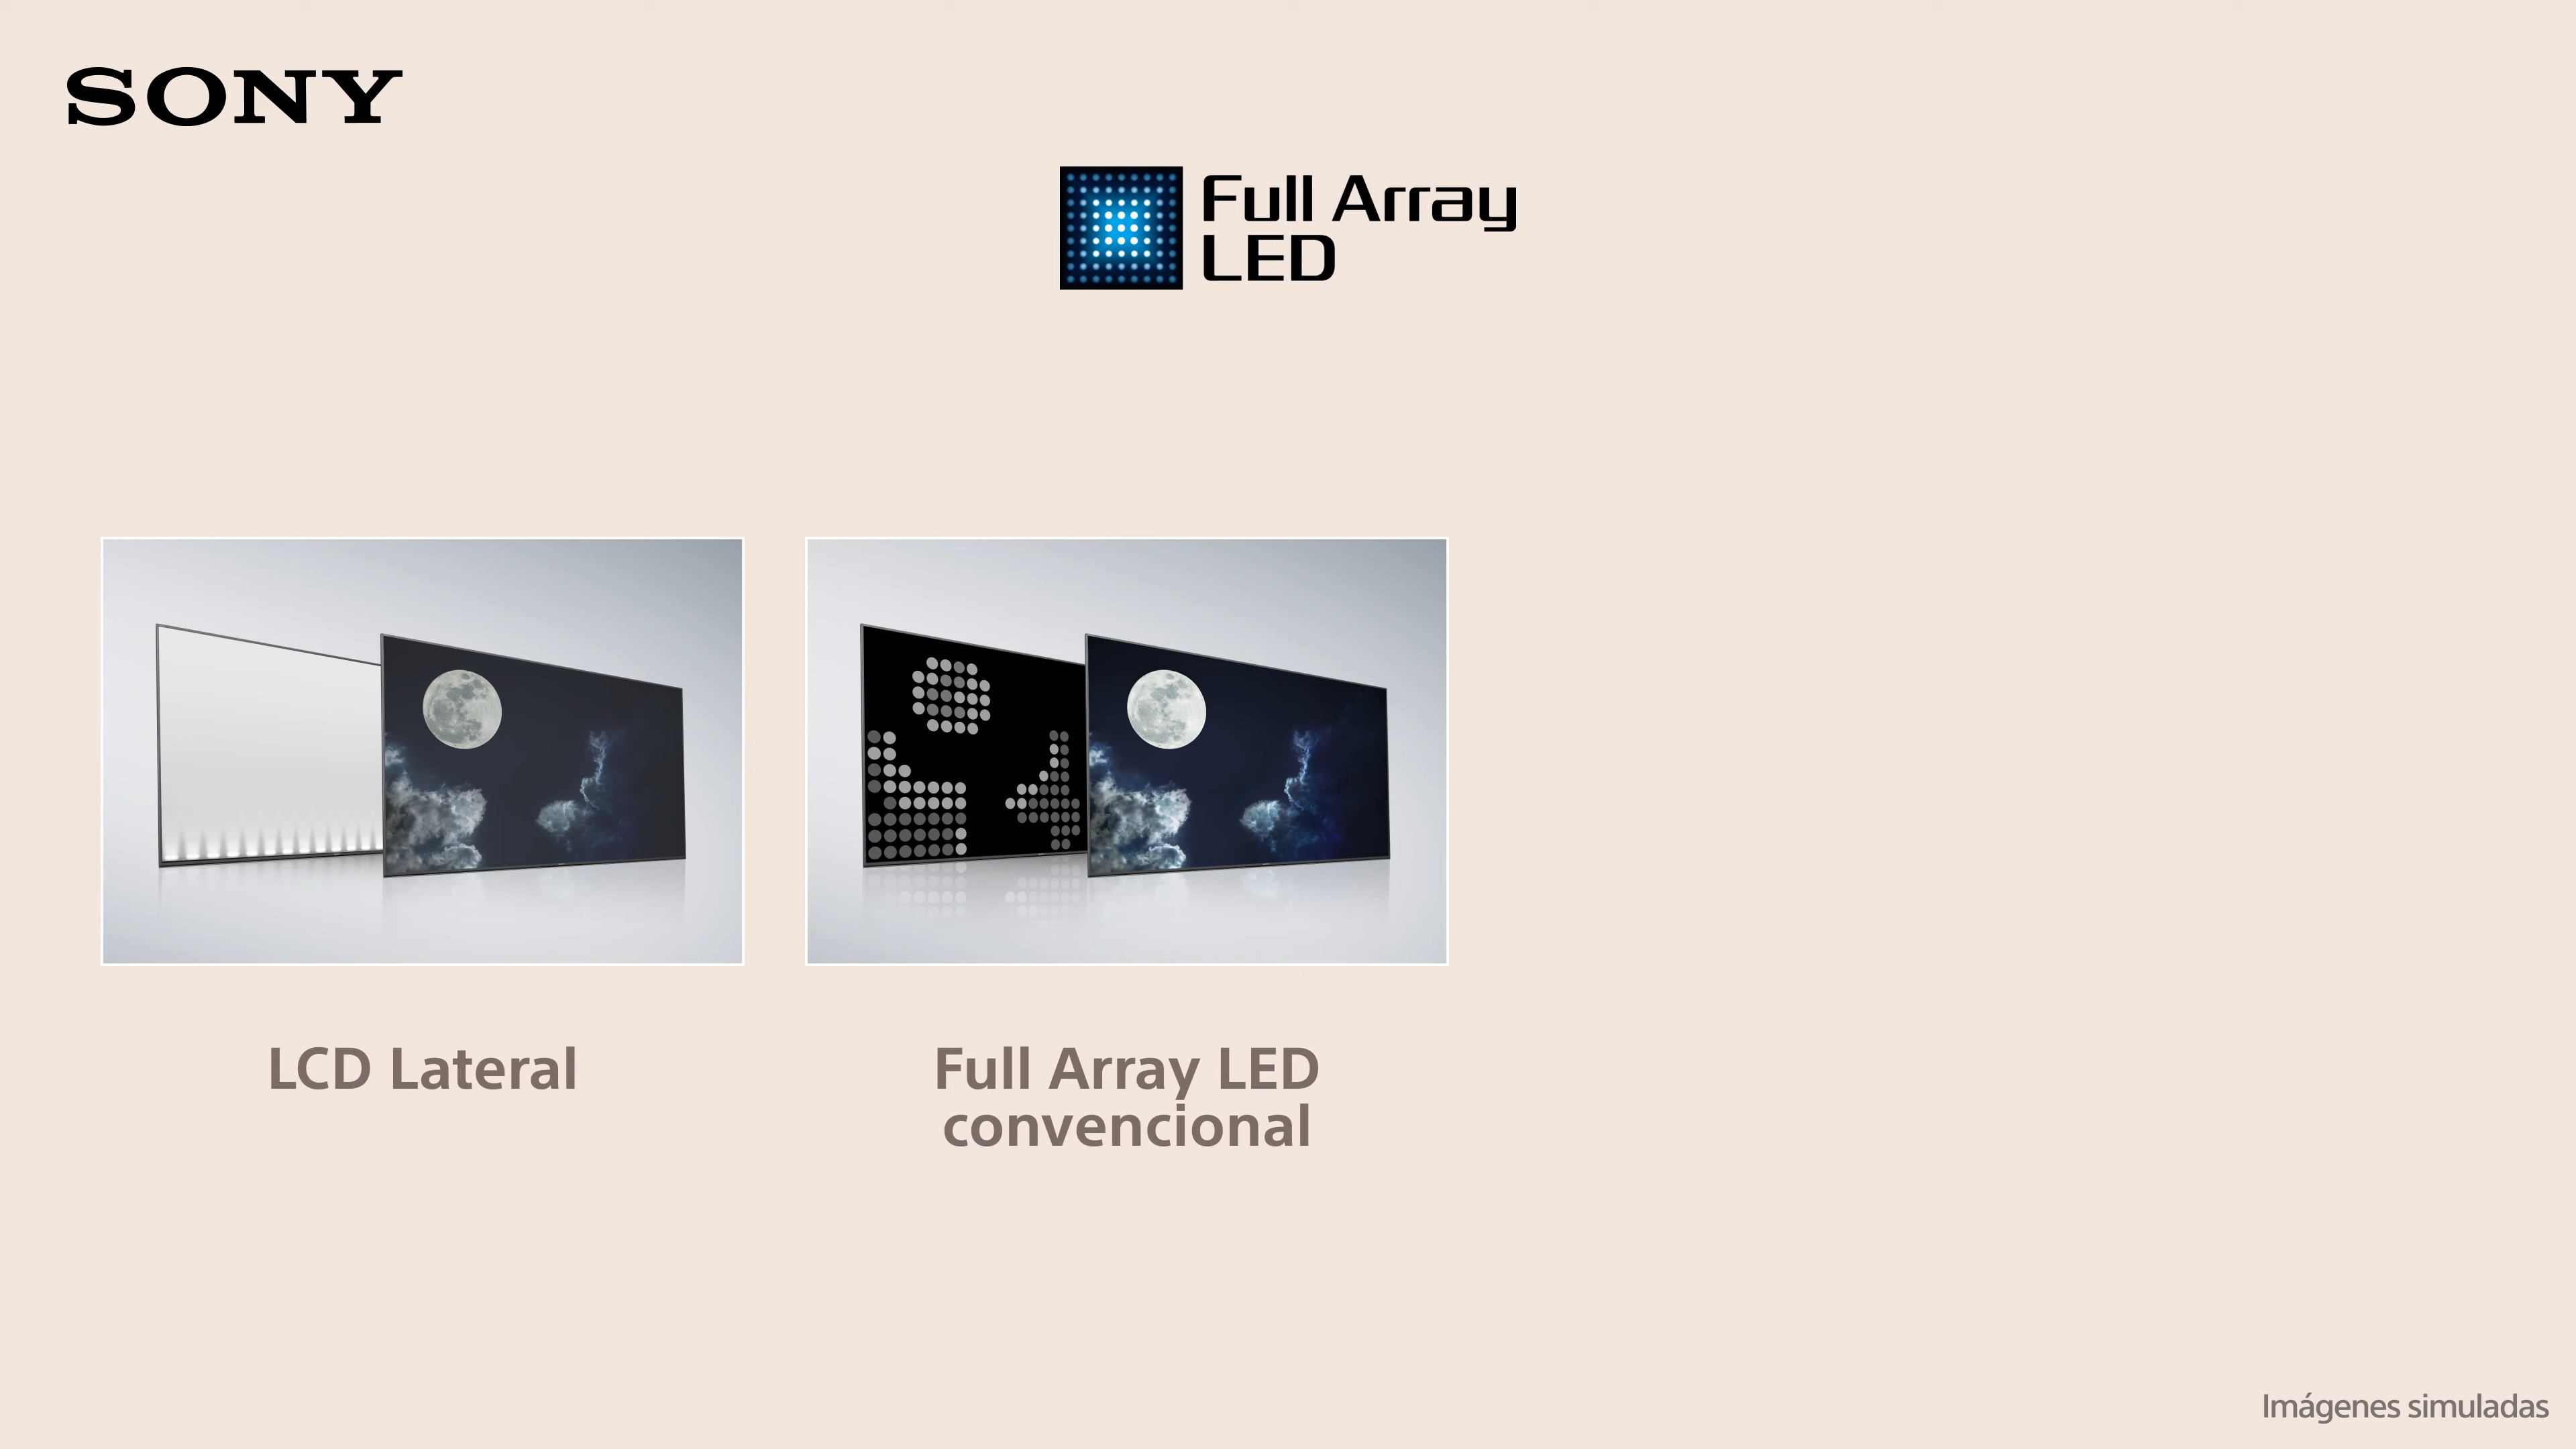 SONY
Full Array
LED
LCD Lateral
Full Array LED
convencional
Imágenes simuladas